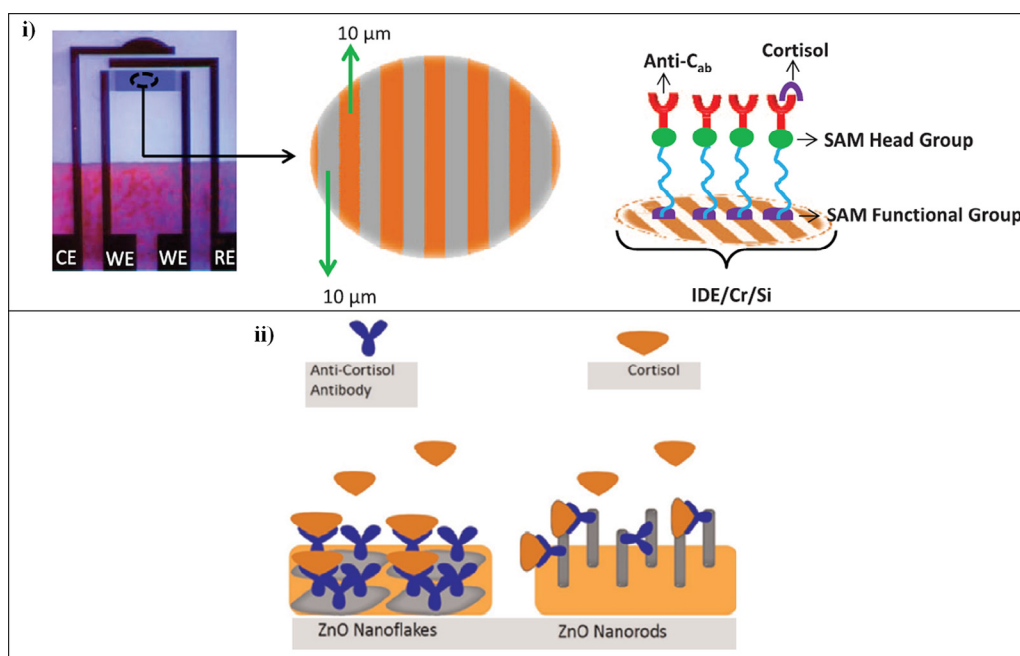 i)
10 µm
10 µm
CE WE WE RE
Anti-Cab
Cortisol
SAM Head Group
SAM Functional Group
IDE/Cr/Si
ii)
Anti-Cortisol
Antibody
Cortisol
ZnO Nanoflakes
ZnO Nanorods